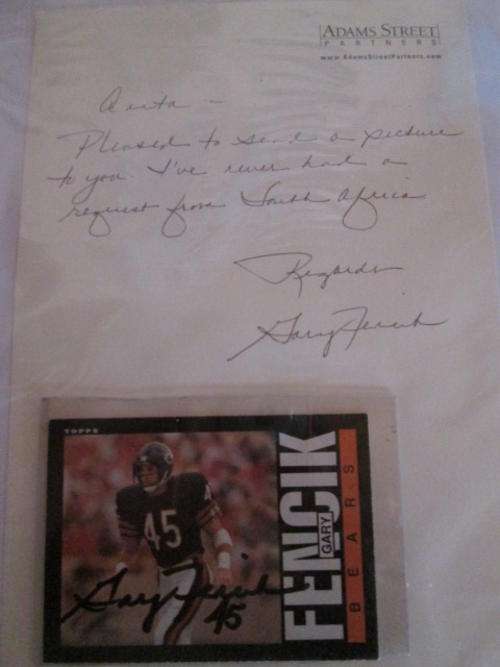 ADAMS STREET
PARTNERS
www.AdamsStreetPartners.com
Pleased to send a picture
to you. I've never had a
request from South Africa
Regards
Gary Fencik
TOPPS
45
FENCIK
GARY
BEARS
Gary Fencik
45